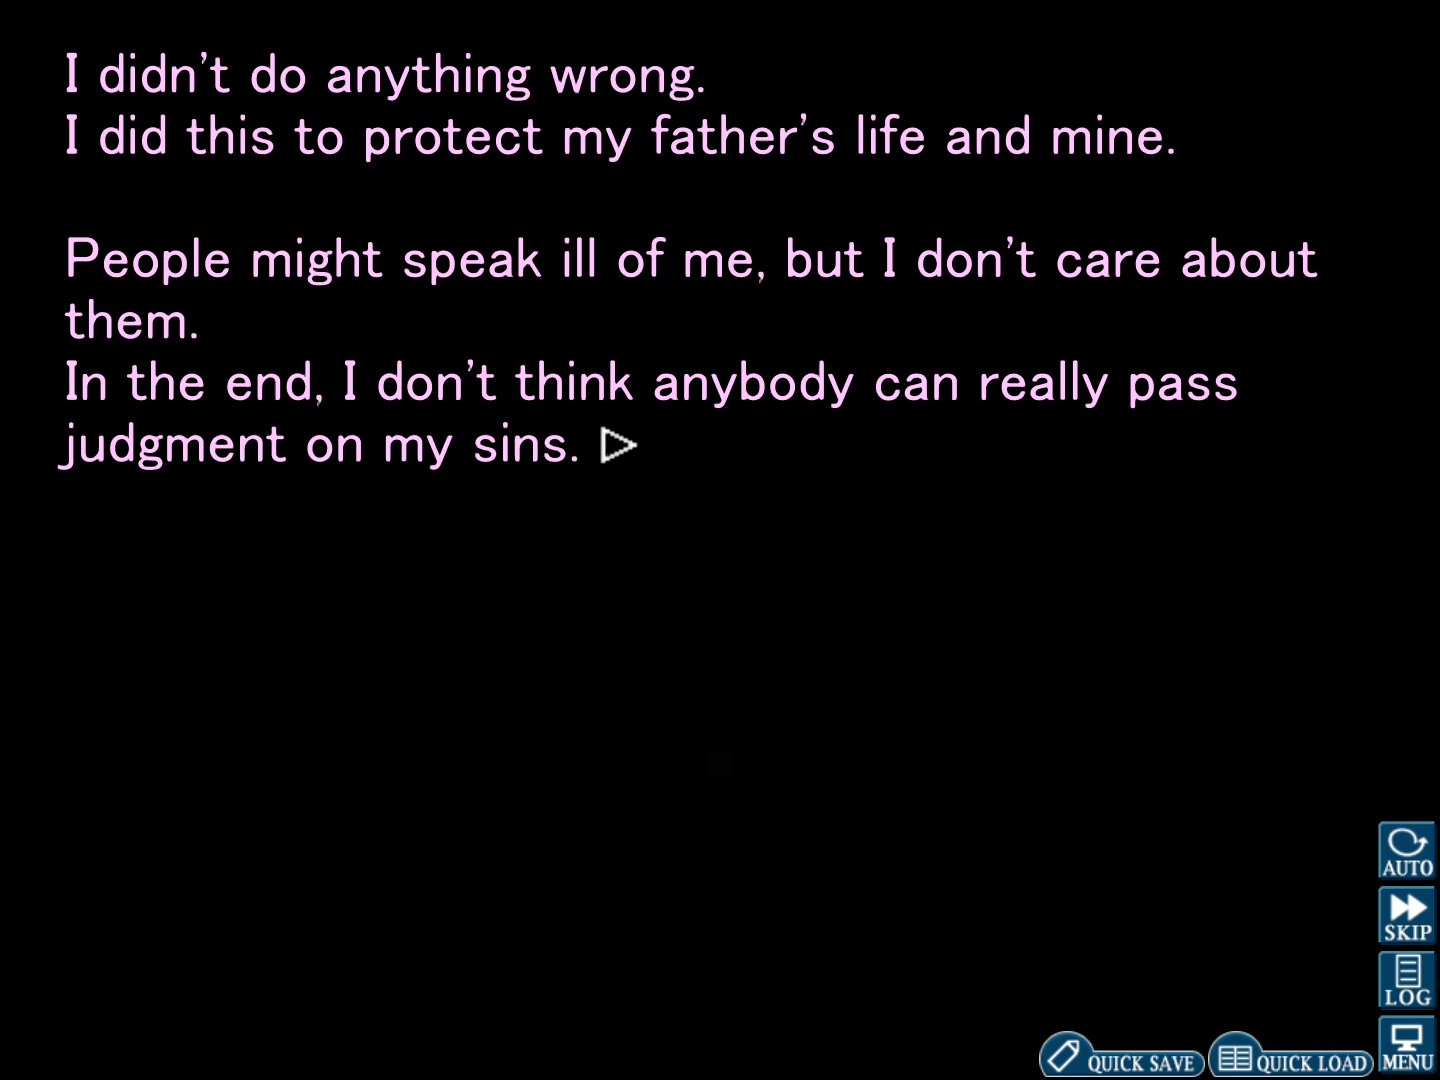 I didn't do anything wrong.
I did this to protect my father's life and mine.
People might speak ill of me, but I don't care about
them.
In the end, I don't think anybody can really pass
judgment on my sins.
AUTO
SKIP
LOG
QUICK SAVE
QUICK LOAD
MENU